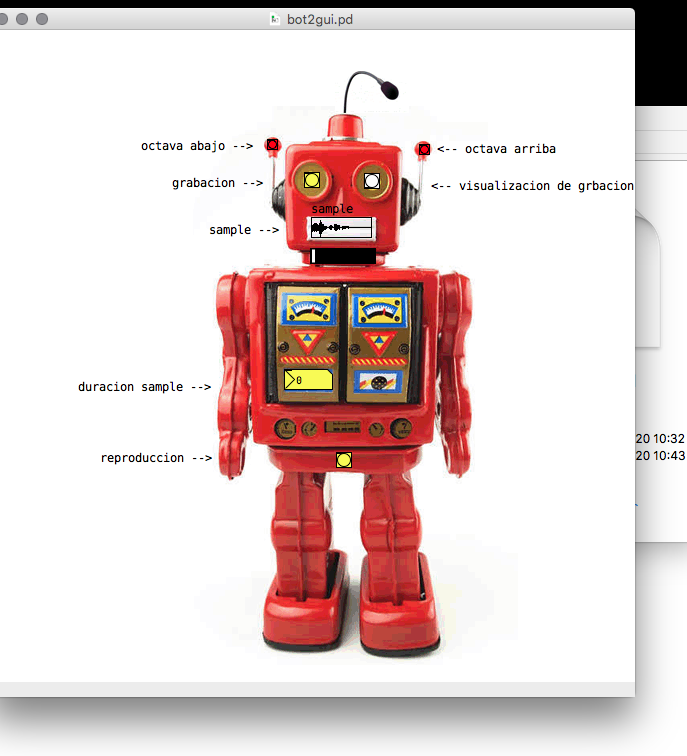 bot2gui.pd
octava abajo -->
<-- octava arriba
grabacion -->
<-- visualizacion de grbacion
sample
sample -->
0
duracion sample -->
20 10:32
20 10:43
reproduccion -->